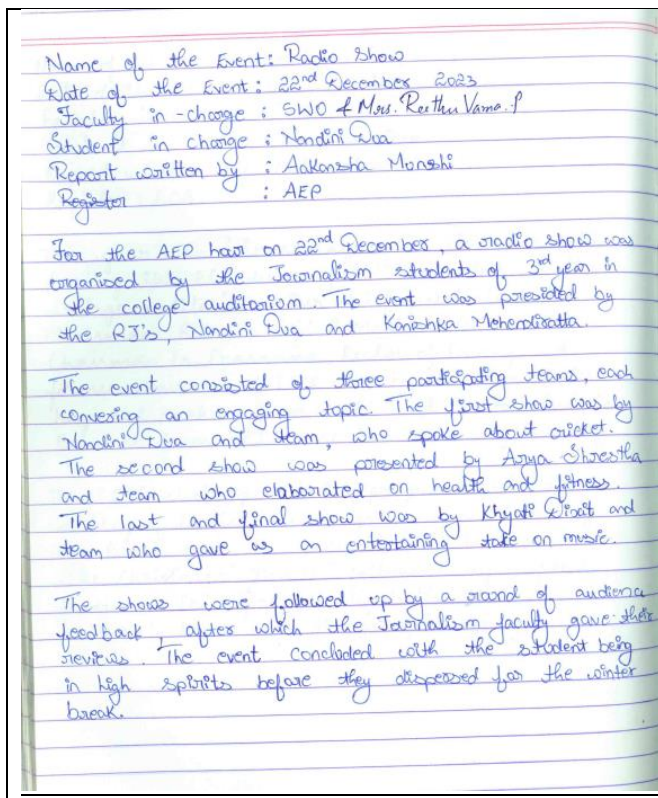 Name of the Event: Radio Show
Date of the Event: 22nd December 2023
Faculty in-charge : SWO & Mrs. Reethu Varna. P
Student in charge : Nandini Dua
Report written by : Aakansha Monshi
Register : AEP
For the AEP hour on 22nd December, a radio show was
organised by the Journalism students of 3rd year in
the college auditorium. The event was presided by
the RJ's, Nandini Dua and Kanishka Mehendiratta.
The event consisted of three participating teams, each
convering an engaging topic. The first show was by
Nandini Dua and team, who spoke about cricket.
The second show was presented by Arya Shrestha
and team who elaborated on health and fitness.
The last and final show was by Khyati Dixit and
team who gave us an entertaining take on music.
The shows were followed up by a round of audience
feedback, after which the Journalism faculty gave their
reviews. The event concluded with the student being
in high spirits before they dispersed for the winter
break.